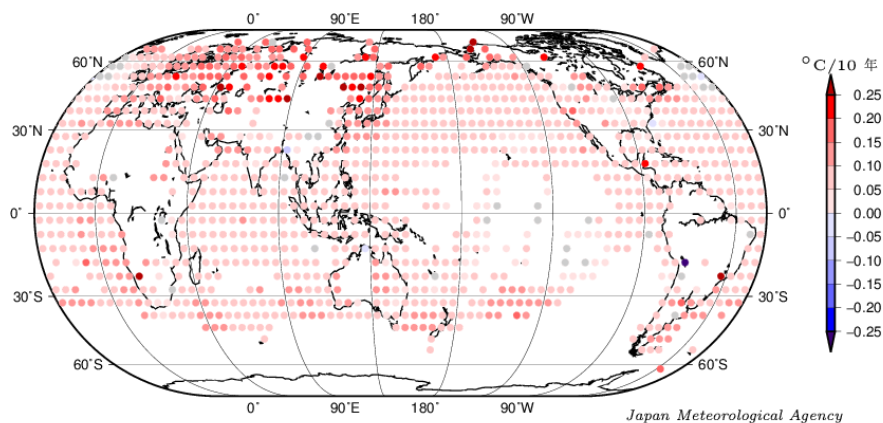 0° 90°E 180° 90°W
60°N 60°N
30°N 30°N
0° 0°
30°S 30°S
60°S 60°S
0° 90°E 180° 90°W
°C/10 年
0.25
0.20
0.15
0.10
0.05
0.00
−0.05
−0.10
−0.15
−0.20
−0.25
Japan Meteorological Agency